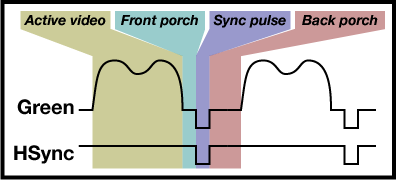 Active video Front porch Sync pulse Back porch
Green
HSync